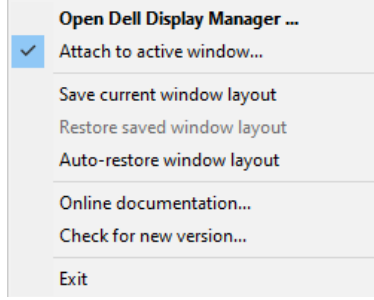 Open Dell Display Manager ...
Attach to active window...
Save current window layout
Restore saved window layout
Auto-restore window layout
Online documentation...
Check for new version...
Exit